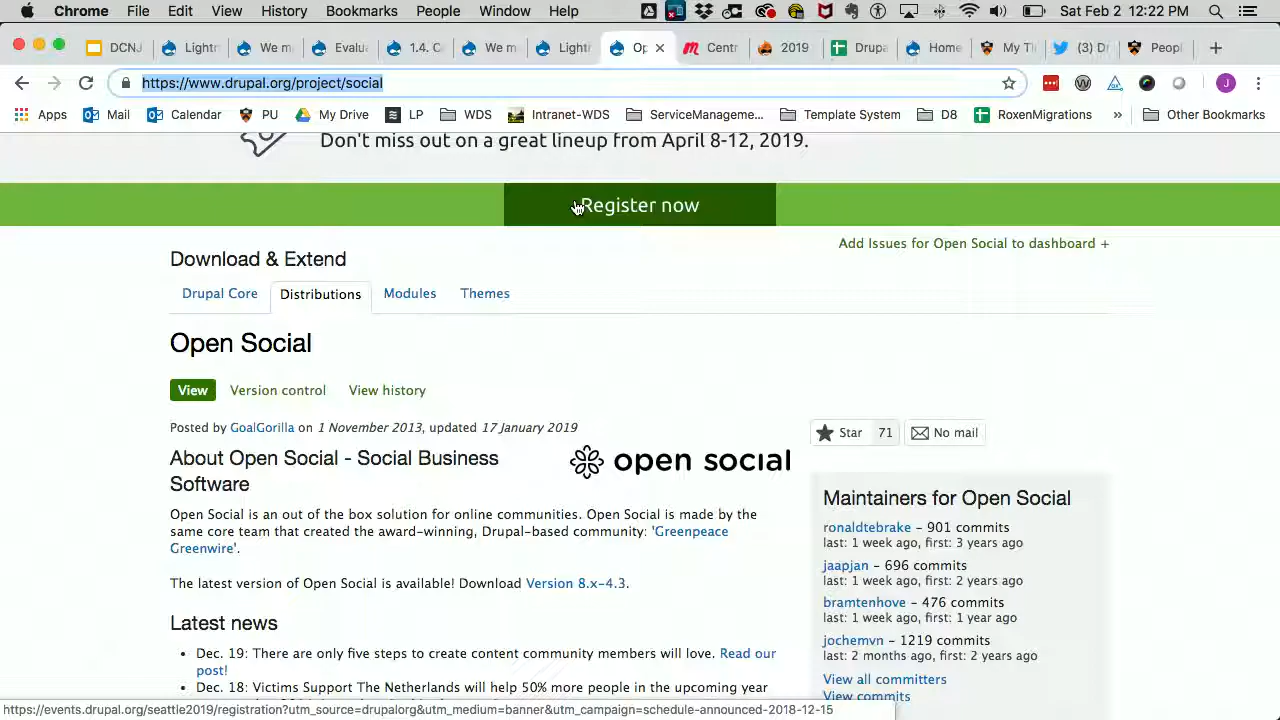 Chrome File Edit View History Bookmarks People Window Help Sat Feb 2 12:22 PM
DCNJ Lightr We m Evalu 1.4. C We m Lightr Op Centr 2019 Drupa Home My Ti (3) Dr Peopl
https://www.drupal.org/project/social
Apps Mail Calendar PU My Drive LP WDS Intranet-WDS ServiceManageme... Template System D8 RoxenMigrations » Other Bookmarks
Don't miss out on a great lineup from April 8-12, 2019.
Register now
Add Issues for Open Social to dashboard +
Download & Extend
Drupal Core Distributions Modules Themes
Open Social
View Version control View history
Posted by GoalGorilla on 1 November 2013, updated 17 January 2019
Star 71 No mail
About Open Social - Social Business
Software
open social
Open Social is an out of the box solution for online communities. Open Social is made by the
same core team that created the award-winning, Drupal-based community: 'Greenpeace
Greenwire'.
The latest version of Open Social is available! Download Version 8.x-4.3.
Latest news
• Dec. 19: There are only five steps to create content community members will love. Read our
post!
• Dec. 18: Victims Support The Netherlands will help 50% more people in the upcoming year
Maintainers for Open Social
ronaldtebrake – 901 commits
last: 1 week ago, first: 3 years ago
jaapjan – 696 commits
last: 1 week ago, first: 2 years ago
bramtenhove – 476 commits
last: 1 week ago, first: 1 year ago
jochemvn – 1219 commits
last: 2 months ago, first: 2 years ago
View all committers
View commits
https://events.drupal.org/seattle2019/registration?utm_source=drupalorg&utm_medium=banner&utm_campaign=schedule-announced-2018-12-15